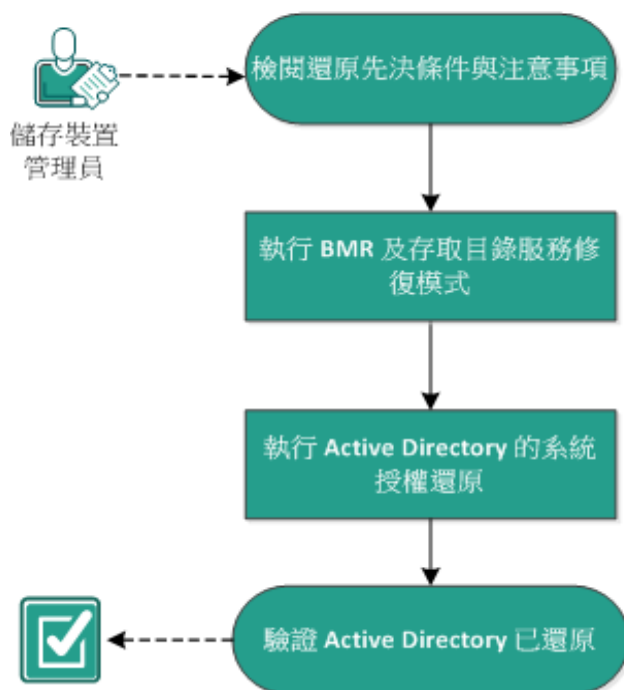 檢閱還原先決條件與注意事項
儲存裝置
管理員
執行 BMR 及存取目錄服務修
復模式
執行 Active Directory 的系統
授權還原
驗證 Active Directory 已還原